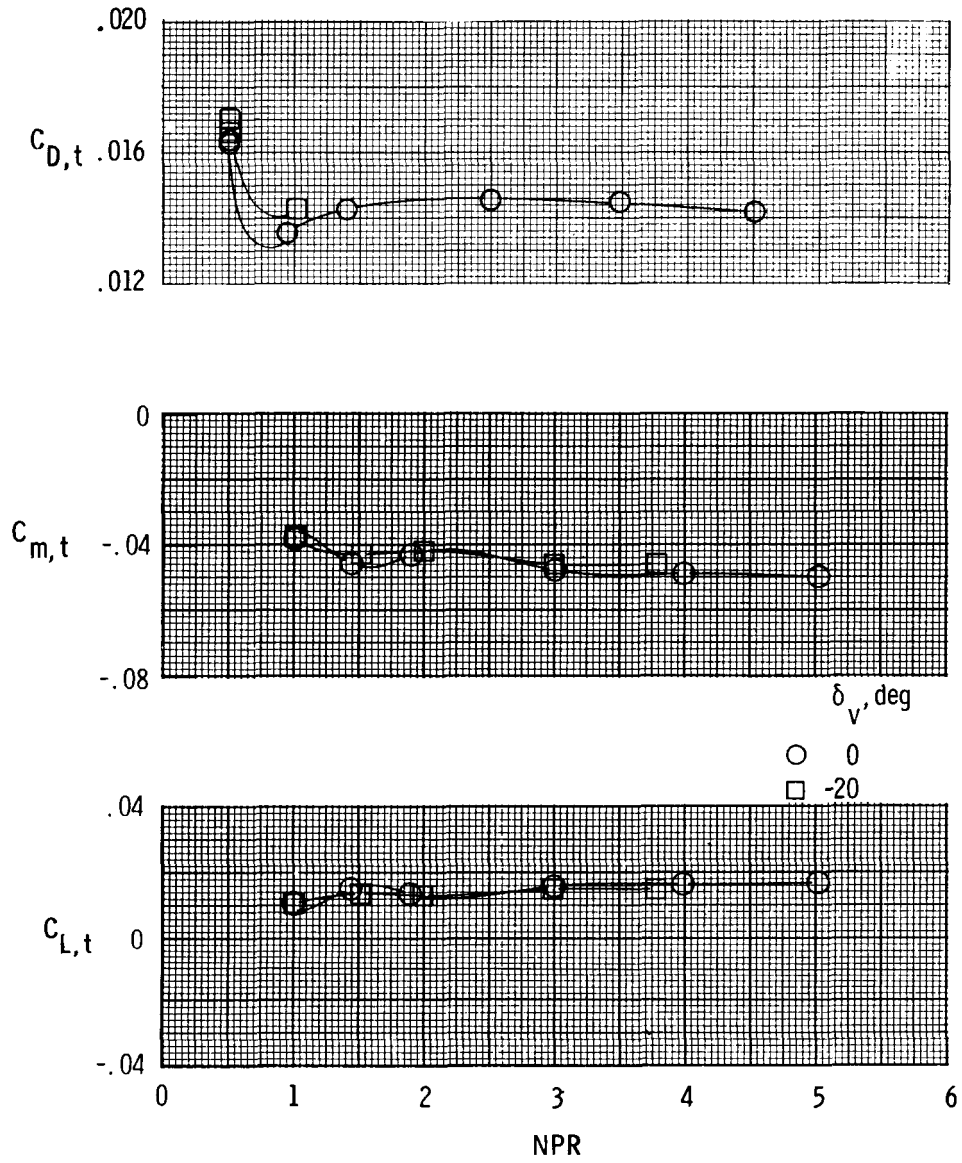 .020
C_D,t .016
.012
0
C_m,t -.04
-.08
δ_v, deg
○ 0
□ -20
.04
C_L,t 0
-.04
0 1 2 3 4 5 6
NPR